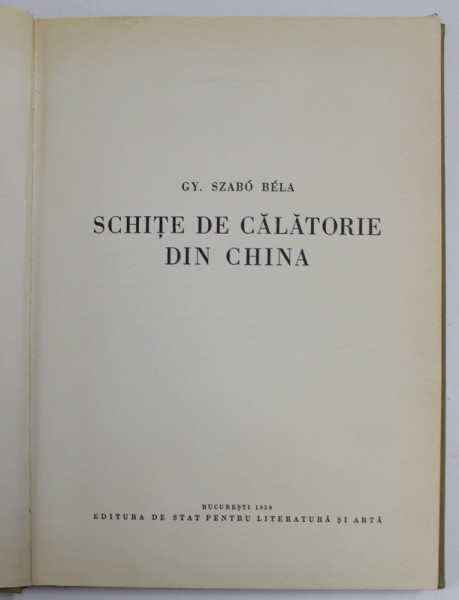 GY. SZABÓ BÉLA
SCHIȚE DE CĂLĂTORIE
DIN CHINA
BUCUREȘTI 1959
EDITURA DE STAT PENTRU LITERATURĂ ȘI ARTĂ